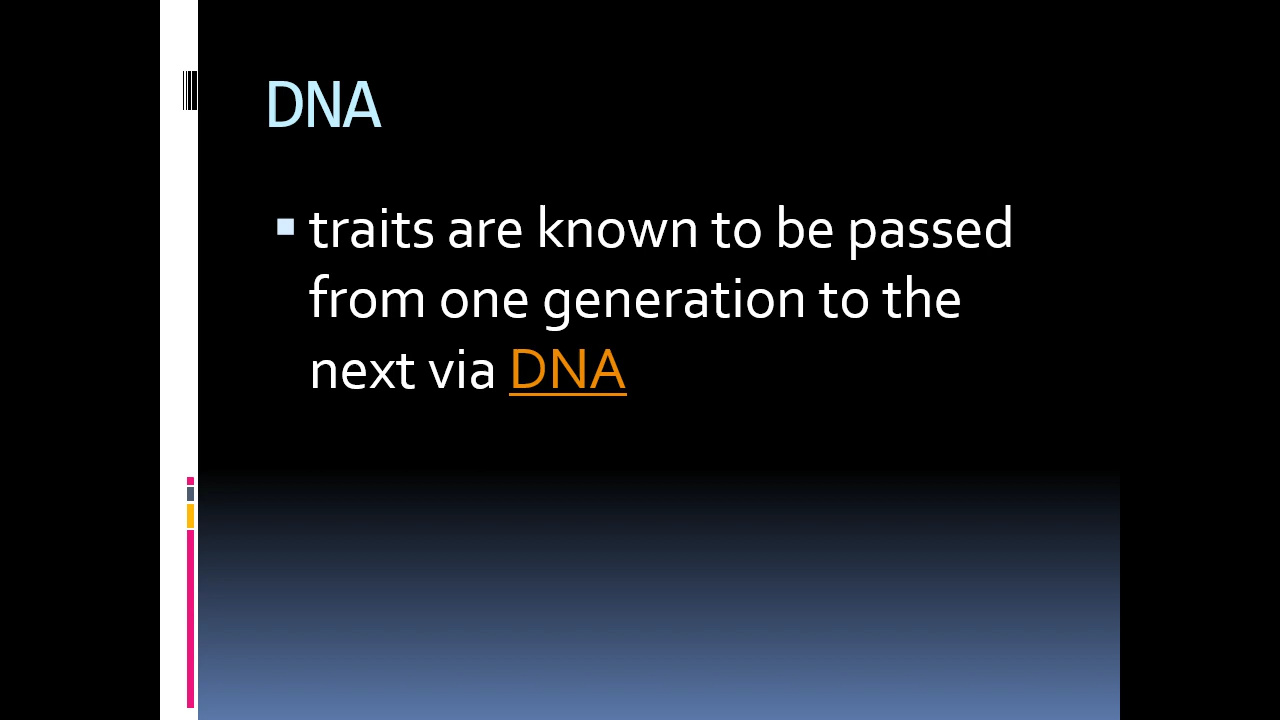 DNA
traits are known to be passed
from one generation to the
next via DNA